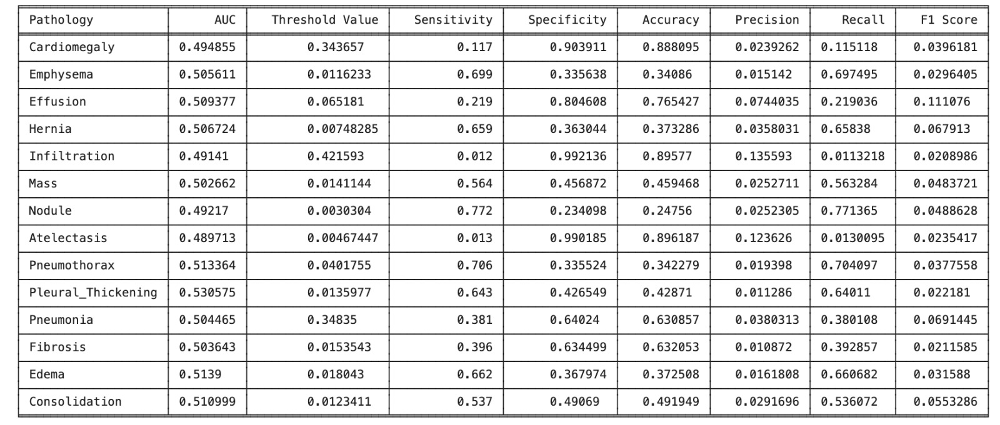 Pathology AUC Threshold Value Sensitivity Specificity Accuracy Precision Recall F1 Score
Cardiomegaly 0.494855 0.343657 0.117 0.903911 0.888095 0.0239262 0.115118 0.0396181
Emphysema 0.505611 0.0116233 0.699 0.335638 0.34086 0.015142 0.697495 0.0296405
Effusion 0.509377 0.065181 0.219 0.804608 0.765427 0.0744035 0.219036 0.111076
Hernia 0.506724 0.00748285 0.659 0.363044 0.373286 0.0358031 0.65838 0.067913
Infiltration 0.49141 0.421593 0.012 0.992136 0.89577 0.135593 0.0113218 0.0208986
Mass 0.502662 0.0141144 0.564 0.456872 0.459468 0.0252711 0.563284 0.0483721
Nodule 0.49217 0.0030304 0.772 0.234098 0.24756 0.0252305 0.771365 0.0488628
Atelectasis 0.489713 0.00467447 0.013 0.990185 0.896187 0.123626 0.0130095 0.0235417
Pneumothorax 0.513364 0.0401755 0.706 0.335524 0.342279 0.019398 0.704097 0.0377558
Pleural_Thickening 0.530575 0.0135977 0.643 0.426549 0.42871 0.011286 0.64011 0.022181
Pneumonia 0.504465 0.34835 0.381 0.64024 0.630857 0.0380313 0.380108 0.0691445
Fibrosis 0.503643 0.0153543 0.396 0.634499 0.632053 0.010872 0.392857 0.0211585
Edema 0.5139 0.018043 0.662 0.367974 0.372508 0.0161808 0.660682 0.031588
Consolidation 0.510999 0.0123411 0.537 0.49069 0.491949 0.0291696 0.536072 0.0553286